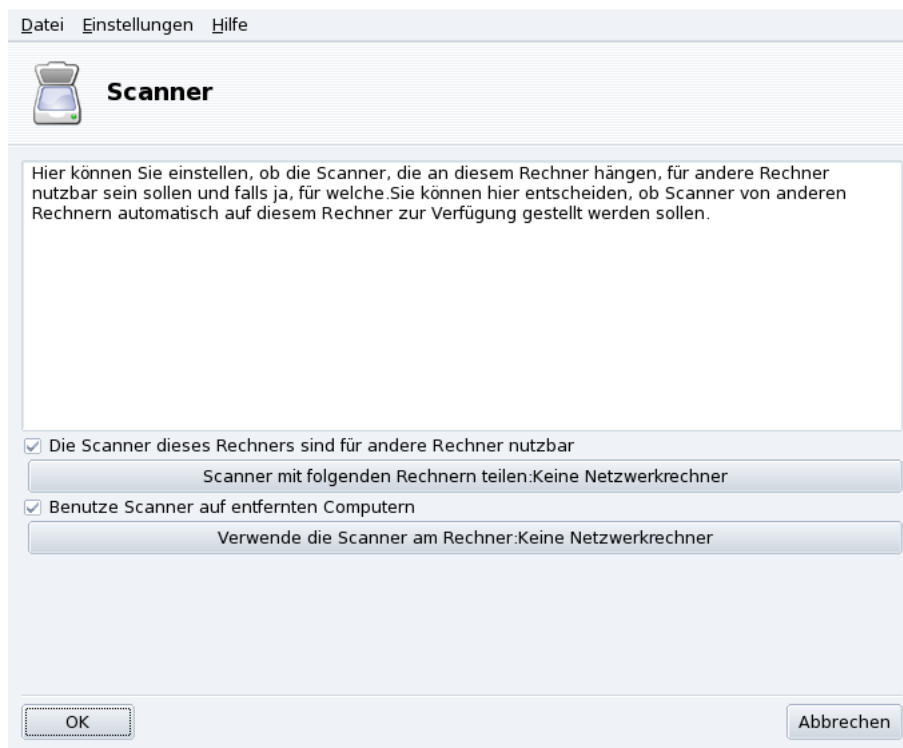 Datei Einstellungen Hilfe
Scanner
Hier können Sie einstellen, ob die Scanner, die an diesem Rechner hängen, für andere Rechner
nutzbar sein sollen und falls ja, für welche.Sie können hier entscheiden, ob Scanner von anderen
Rechnern automatisch auf diesem Rechner zur Verfügung gestellt werden sollen.
Die Scanner dieses Rechners sind für andere Rechner nutzbar
Scanner mit folgenden Rechnern teilen:Keine Netzwerkrechner
Benutze Scanner auf entfernten Computern
Verwende die Scanner am Rechner:Keine Netzwerkrechner
OK Abbrechen